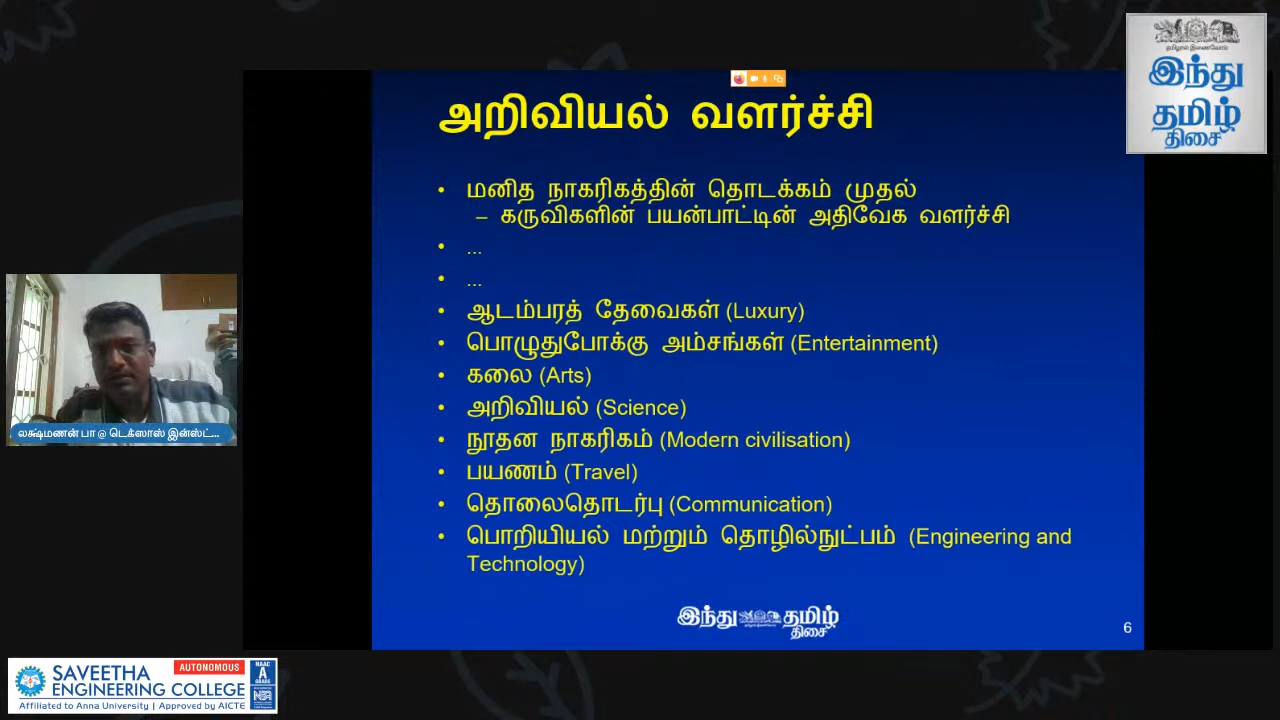 தமிழால் இணைவோம்
இந்து
தமிழ்
திசை
அறிவியல் வளர்ச்சி
• மனித நாகரிகத்தின் தொடக்கம் முதல்
– கருவிகளின் பயன்பாட்டின் அதிவேக வளர்ச்சி
• ...
• ...
• ஆடம்பரத் தேவைகள் (Luxury)
• பொழுதுபோக்கு அம்சங்கள் (Entertainment)
• கலை (Arts)
• அறிவியல் (Science)
• நூதன நாகரிகம் (Modern civilisation)
• பயணம் (Travel)
• தொலைதொடர்பு (Communication)
• பொறியியல் மற்றும் தொழில்நுட்பம் (Engineering and
Technology)
இந்து தமிழ்
திசை
6
லக்ஷ்மணன் பா @ டெக்ஸாஸ் இன்ஸ்ட்...
SAVEETHA AUTONOMOUS
ENGINEERING COLLEGE
Affiliated to Anna University | Approved by AICTE
NAAC
A
GRADE